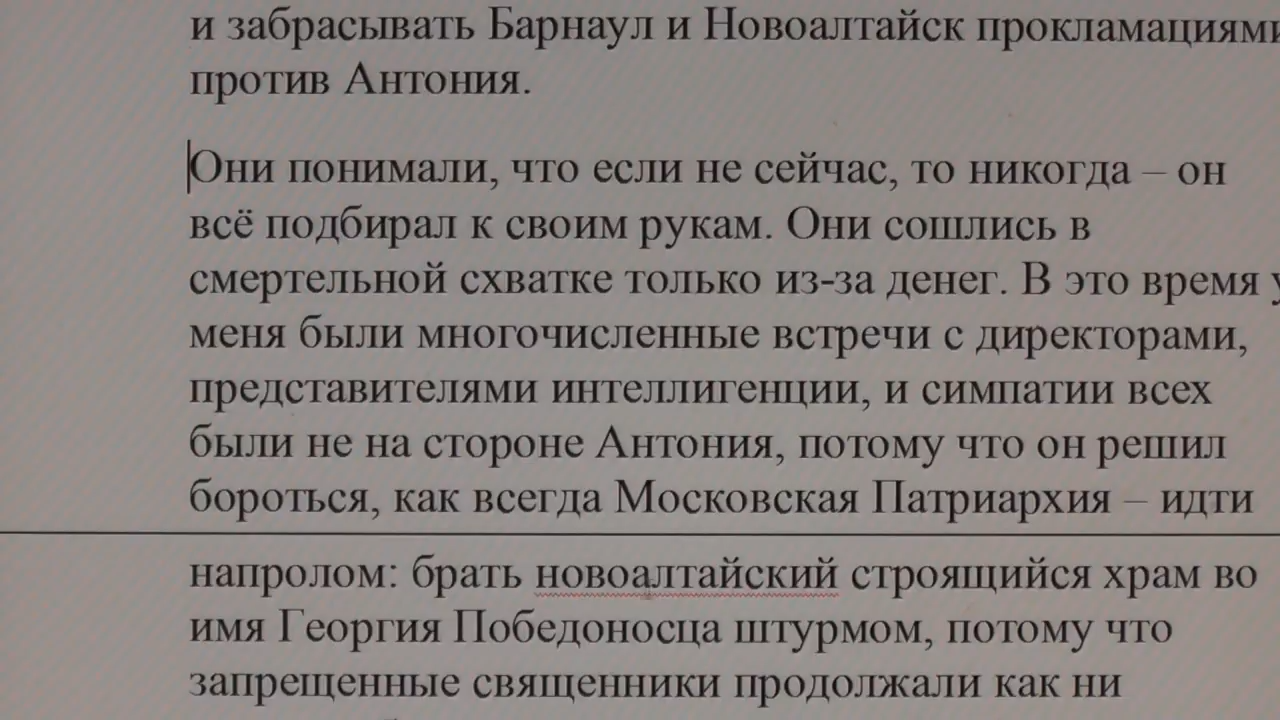 и забрасывать Барнаул и Новоалтайск прокламациями
против Антония.
Они понимали, что если не сейчас, то никогда – он
всё подбирал к своим рукам. Они сошлись в
смертельной схватке только из-за денег. В это время у
меня были многочисленные встречи с директорами,
представителями интеллигенции, и симпатии всех
были не на стороне Антония, потому что он решил
бороться, как всегда Московская Патриархия – идти
напролом: брать новоалтайский строящийся храм во
имя Георгия Победоносца штурмом, потому что
запрещенные священники продолжали как ни